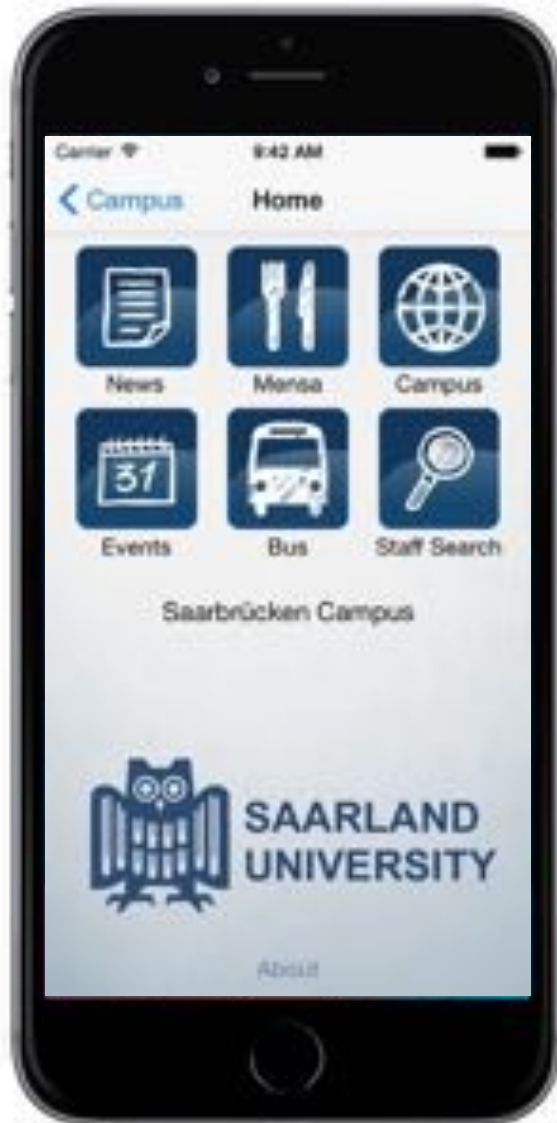 Carrier 9:42 AM
Campus Home
News Mensa Campus
31
Events Bus Staff Search
Saarbrücken Campus
SAARLAND
UNIVERSITY
About